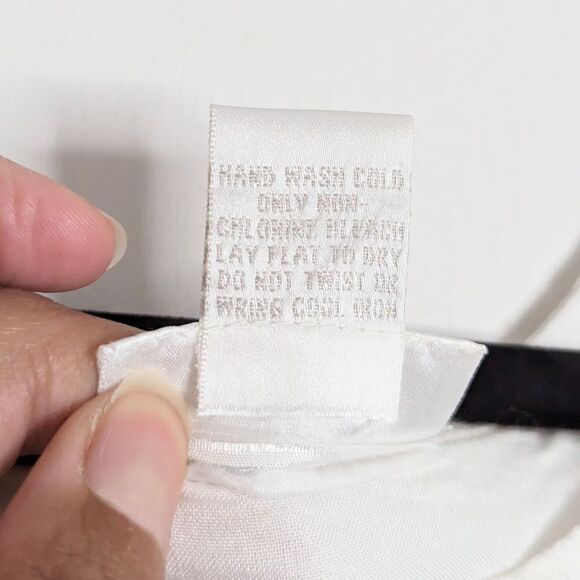 HAND WASH COLD
ONLY NON-
CHLORINE BLEACH
LAY FLAT TO DRY
DO NOT TWIST OR
WRING COOL IRON